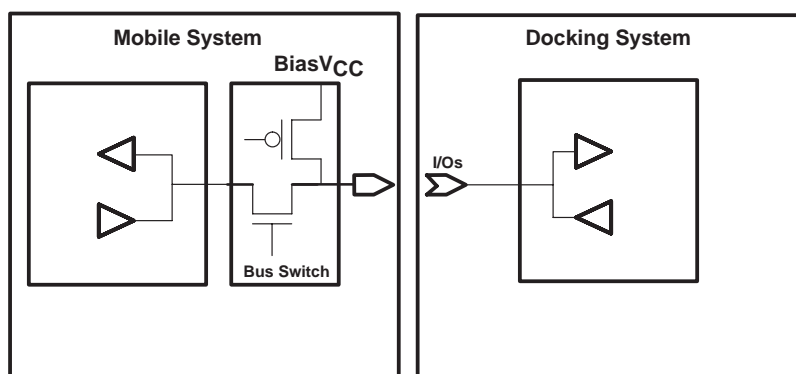 Mobile System
Docking System
BiasVCC
I/Os
Bus Switch